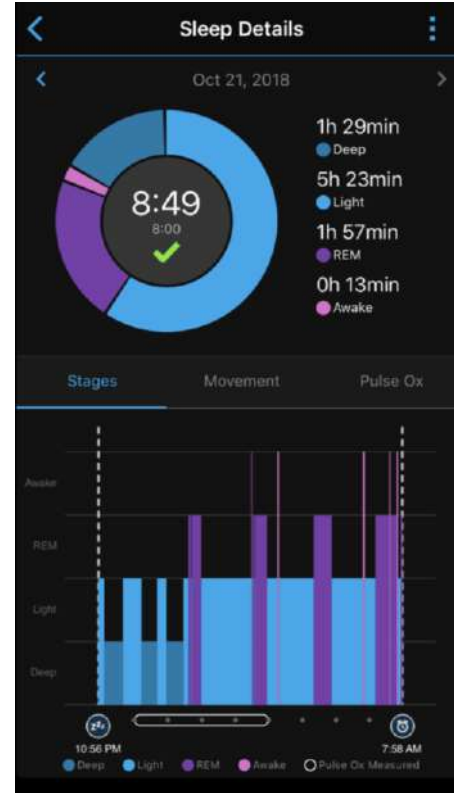 Sleep Details
Oct 21, 2018
8:49
8:00
1h 29min
Deep
5h 23min
Light
1h 57min
REM
0h 13min
Awake
Stages Movement Pulse Ox
Awake
REM
Light
Deep
zzz
10:56 PM 7:58 AM
Deep Light REM Awake Pulse Ox Measured